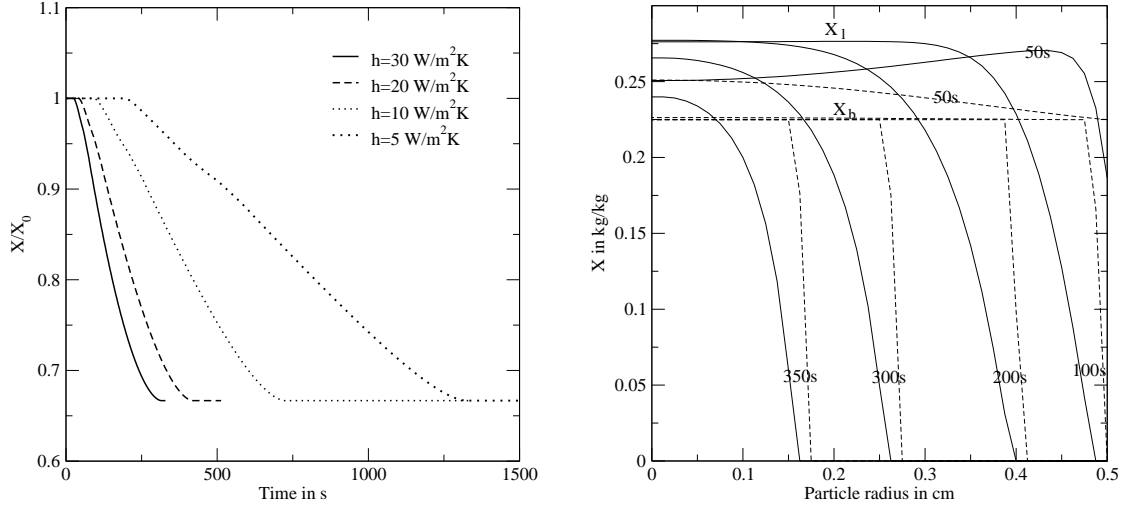 1.1
1
0.9
0.8
0.7
0.6
X/X₀
h=30 W/m²K
h=20 W/m²K
h=10 W/m²K
h=5 W/m²K
0 500 1000 1500
Time in s
0.25
0.2
0.15
0.1
0.05
0
X in kg/kg
X_l
50s
50s
X_b
350s 300s 200s 100s
0 0.1 0.2 0.3 0.4 0.5
Particle radius in cm